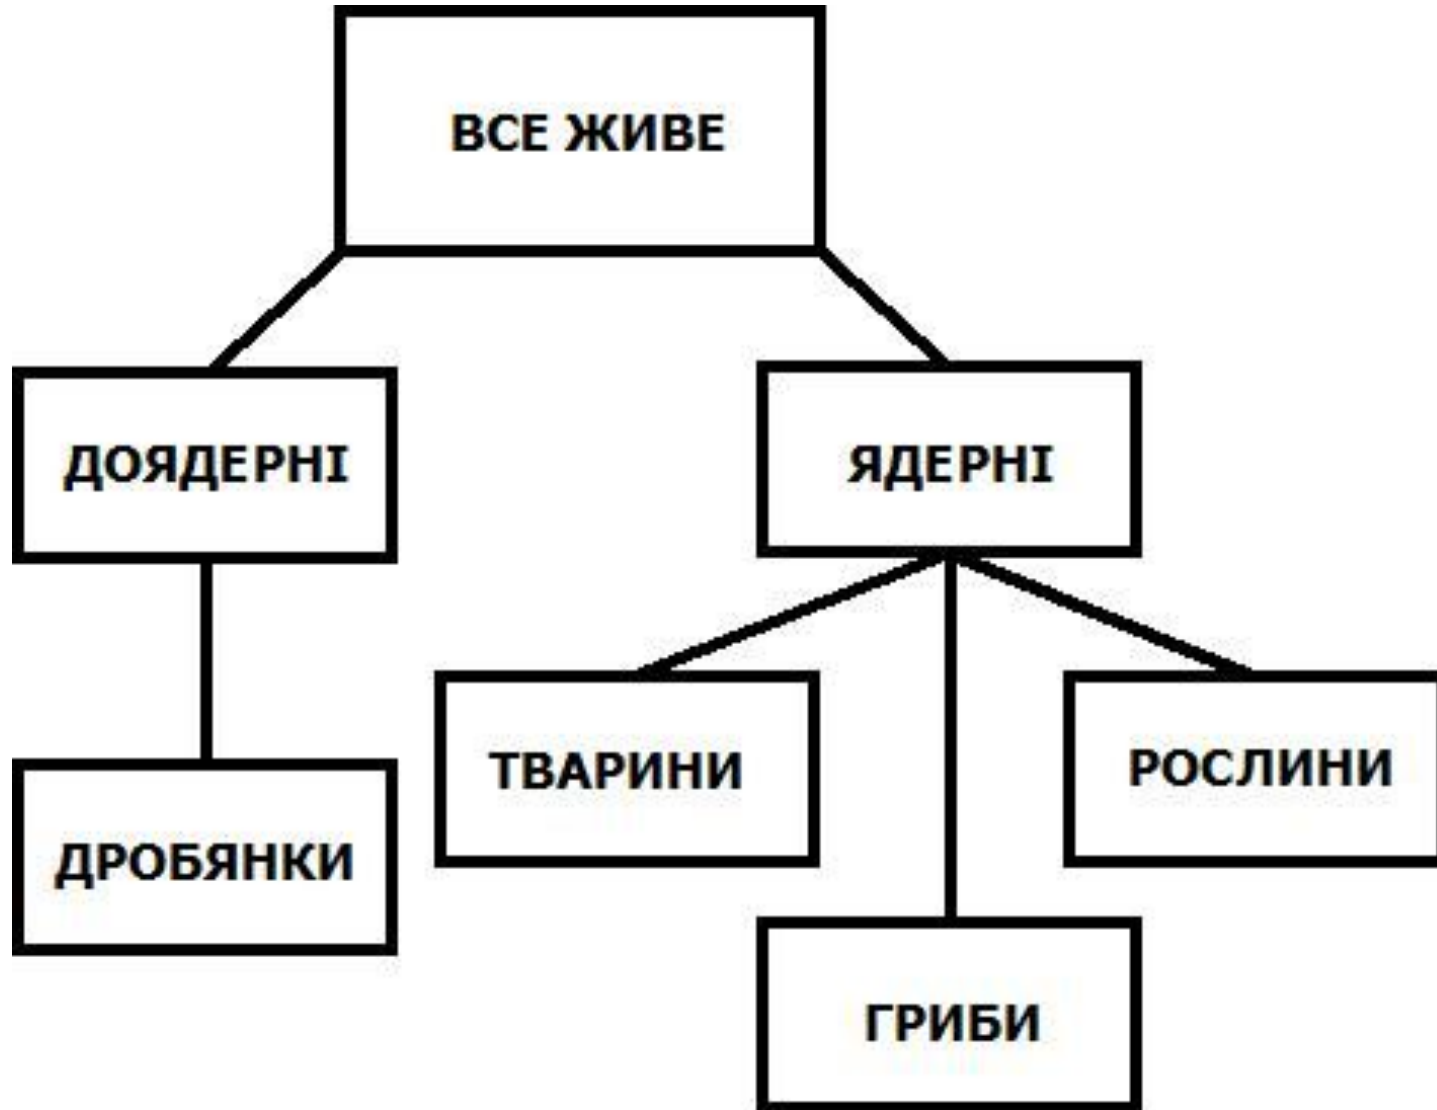 ВСЕ ЖИВЕ
ДОЯДЕРНІ
ЯДЕРНІ
ТВАРИНИ
РОСЛИНИ
ДРОБЯНКИ
ГРИБИ